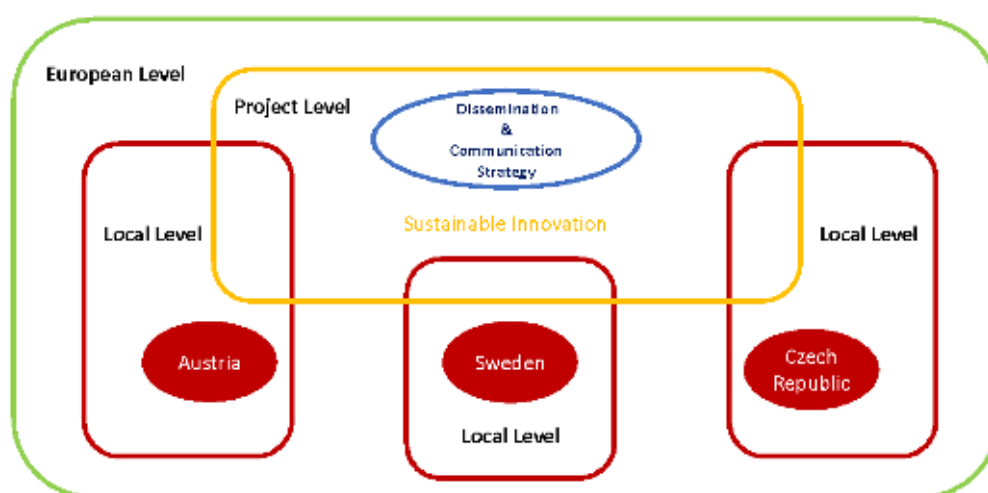 European Level
Project Level
Dissemination
&
Communication
Strategy
Sustainable Innovation
Local Level
Local Level
Austria
Sweden
Czech
Republic
Local Level